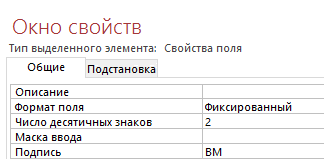 Окно свойств
Тип выделенного элемента: Свойства поля
Общие Подстановка
Описание
Формат поля Фиксированный
Число десятичных знаков 2
Маска ввода
Подпись ВМ